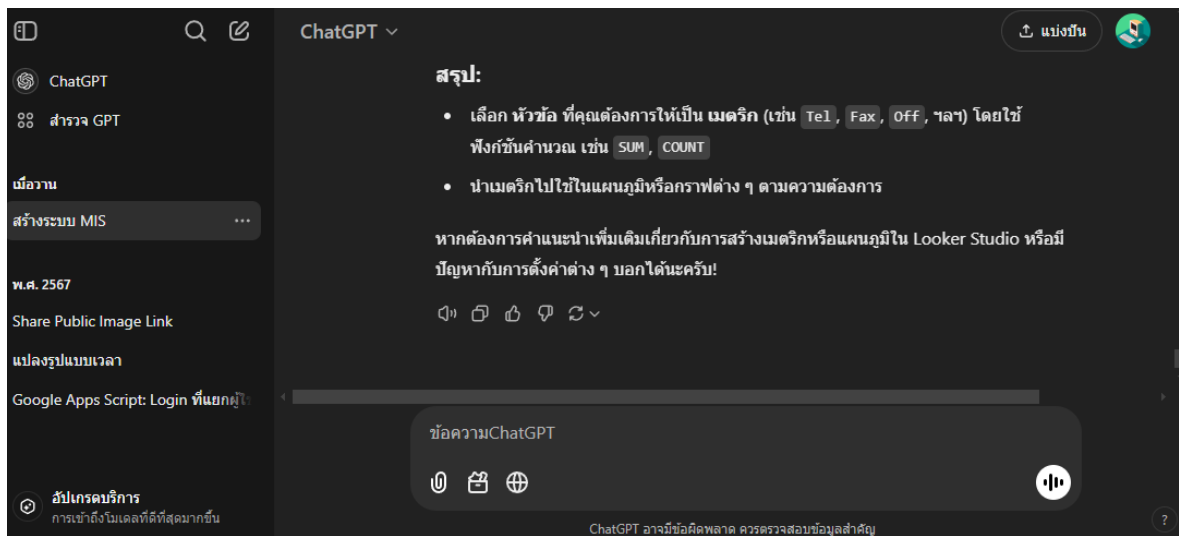 ChatGPT
แบ่งปัน
ChatGPT
สำรวจ GPT
เมื่อวาน
สร้างระบบ MIS
พ.ศ. 2567
Share Public Image Link
แปลงรูปแบบเวลา
Google Apps Script: Login ที่แยกผู้ใ
อัปเกรดบริการ
การเข้าถึงโมเดลที่ดีที่สุดมากขึ้น
สรุป:
เลือก หัวข้อ ที่คุณต้องการให้เป็น เมตริก (เช่น Tel, Fax, Off, ฯลฯ) โดยใช้
ฟังก์ชันคำนวณ เช่น SUM, COUNT
นำเมตริกไปใช้ในแผนภูมิหรือกราฟต่าง ๆ ตามความต้องการ
หากต้องการคำแนะนำเพิ่มเติมเกี่ยวกับการสร้างเมตริกหรือแผนภูมิใน Looker Studio หรือมี
ปัญหากับการตั้งค่าต่าง ๆ บอกได้นะครับ!
ข้อความChatGPT
ChatGPT อาจมีข้อผิดพลาด ควรตรวจสอบข้อมูลสำคัญ
?